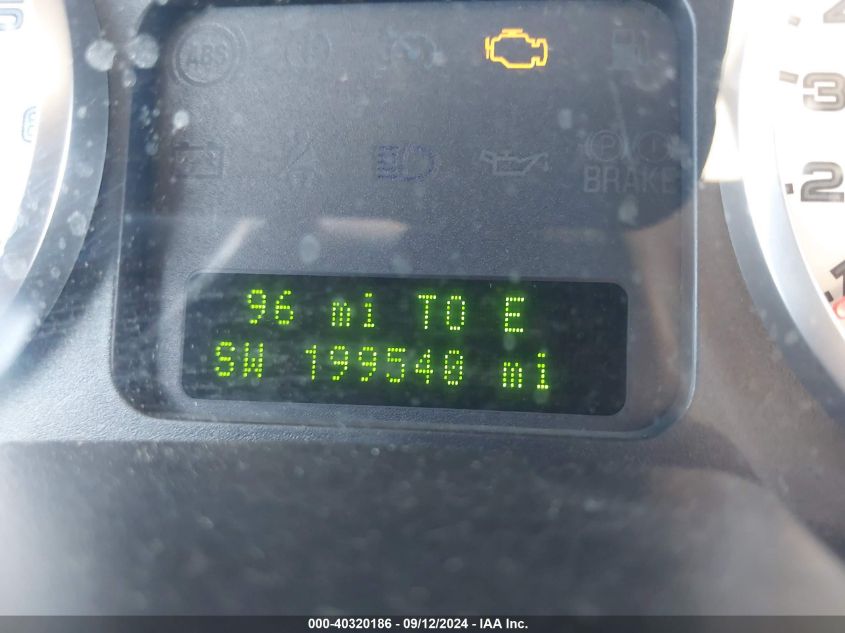 ABS
BRAKE
3
2
96 mi TO E
SW 199540 mi
000-40320186 - 09/12/2024 - IAA Inc.